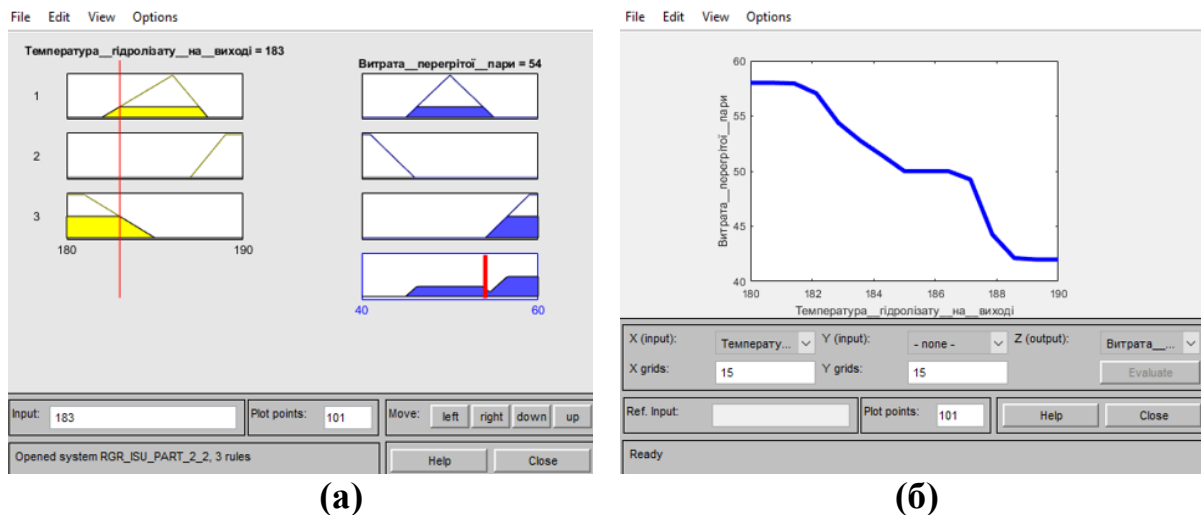 File Edit View Options
Температура__гідролізату__на__виході = 183
Витрата__перегрітої__пари = 54
1
2
3
180 190
40 60
Input: 183
Plot points: 101
Move: left right down up
Opened system RGR_ISU_PART_2_2, 3 rules
Help Close
(а)
File Edit View Options
60
55
50
45
40
Витрата__перогрітої__пари
180 182 184 186 188 190
Температура__гідролізату__на__виході
X (input): Температу... Y (input): - none - Z (output): Витрата__...
X grids: 15 Y grids: 15 Evaluate
Ref. Input: Plot points: 101 Help Close
Ready
(б)